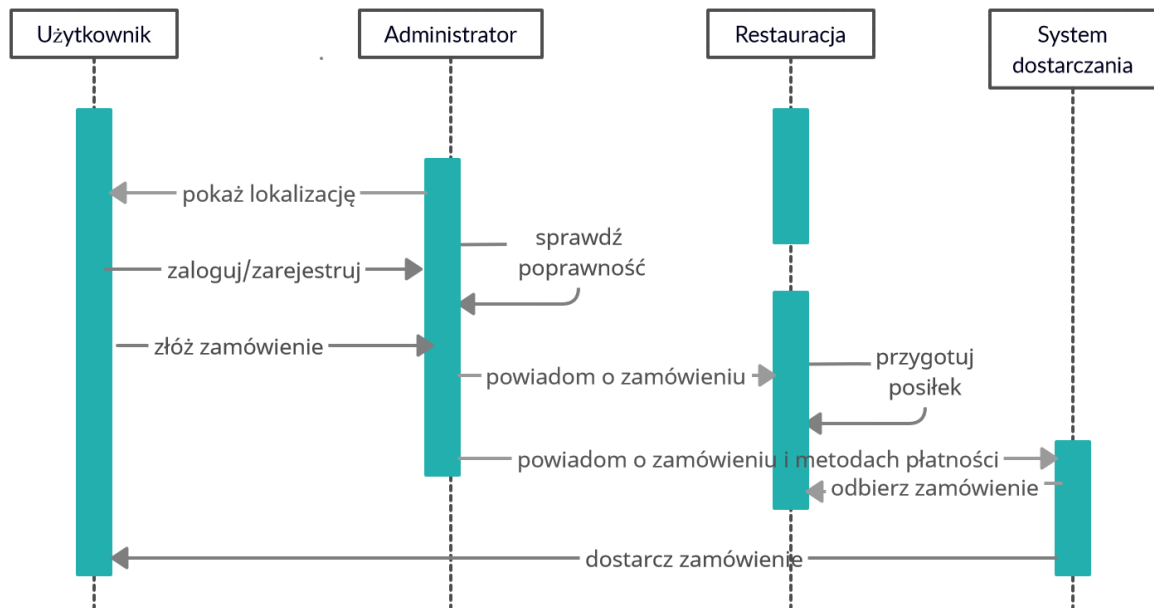 Użytkownik
Administrator
Restauracja
System
dostarczania
pokaż lokalizację
sprawdź
poprawność
zaloguj/zarejestruj
złóż zamówienie
powiadom o zamówieniu
przygotuj
posiłek
powiadom o zamówieniu i metodach płatności
odbierz zamówienie
dostarcz zamówienie